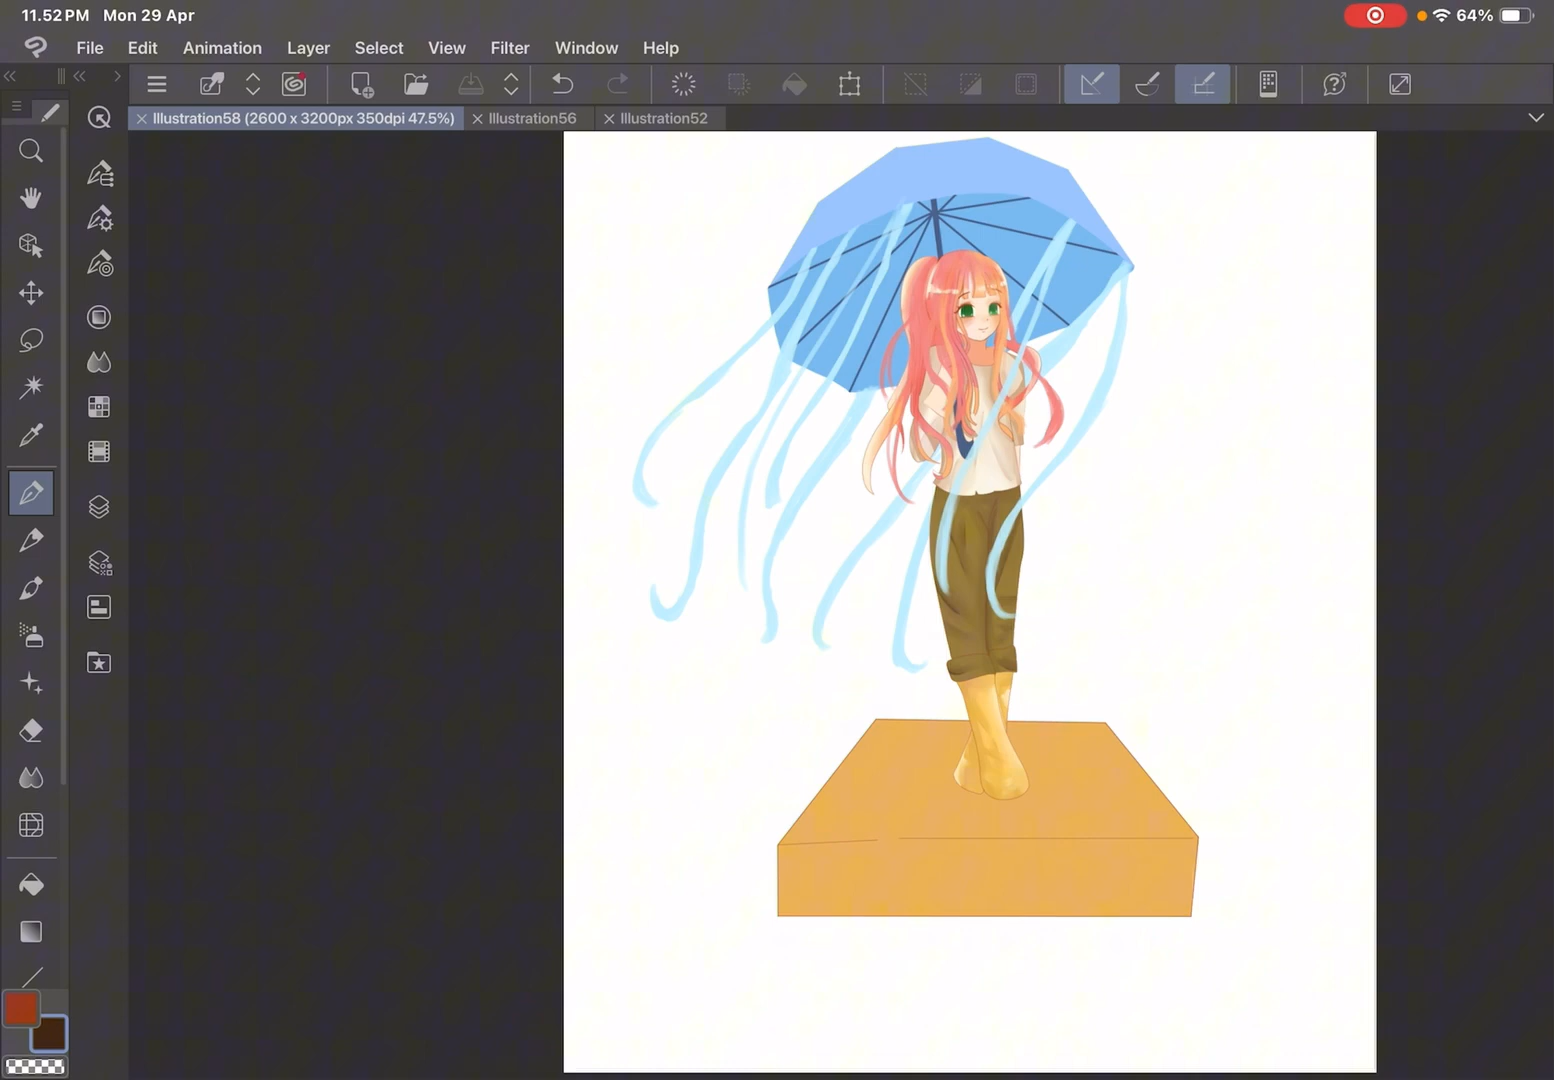 11.52 PM Mon 29 Apr 64%
File Edit Animation Layer Select View Filter Window Help
Illustration58 (2600 x 3200px 350dpi 47.5%) Illustration56 Illustration52